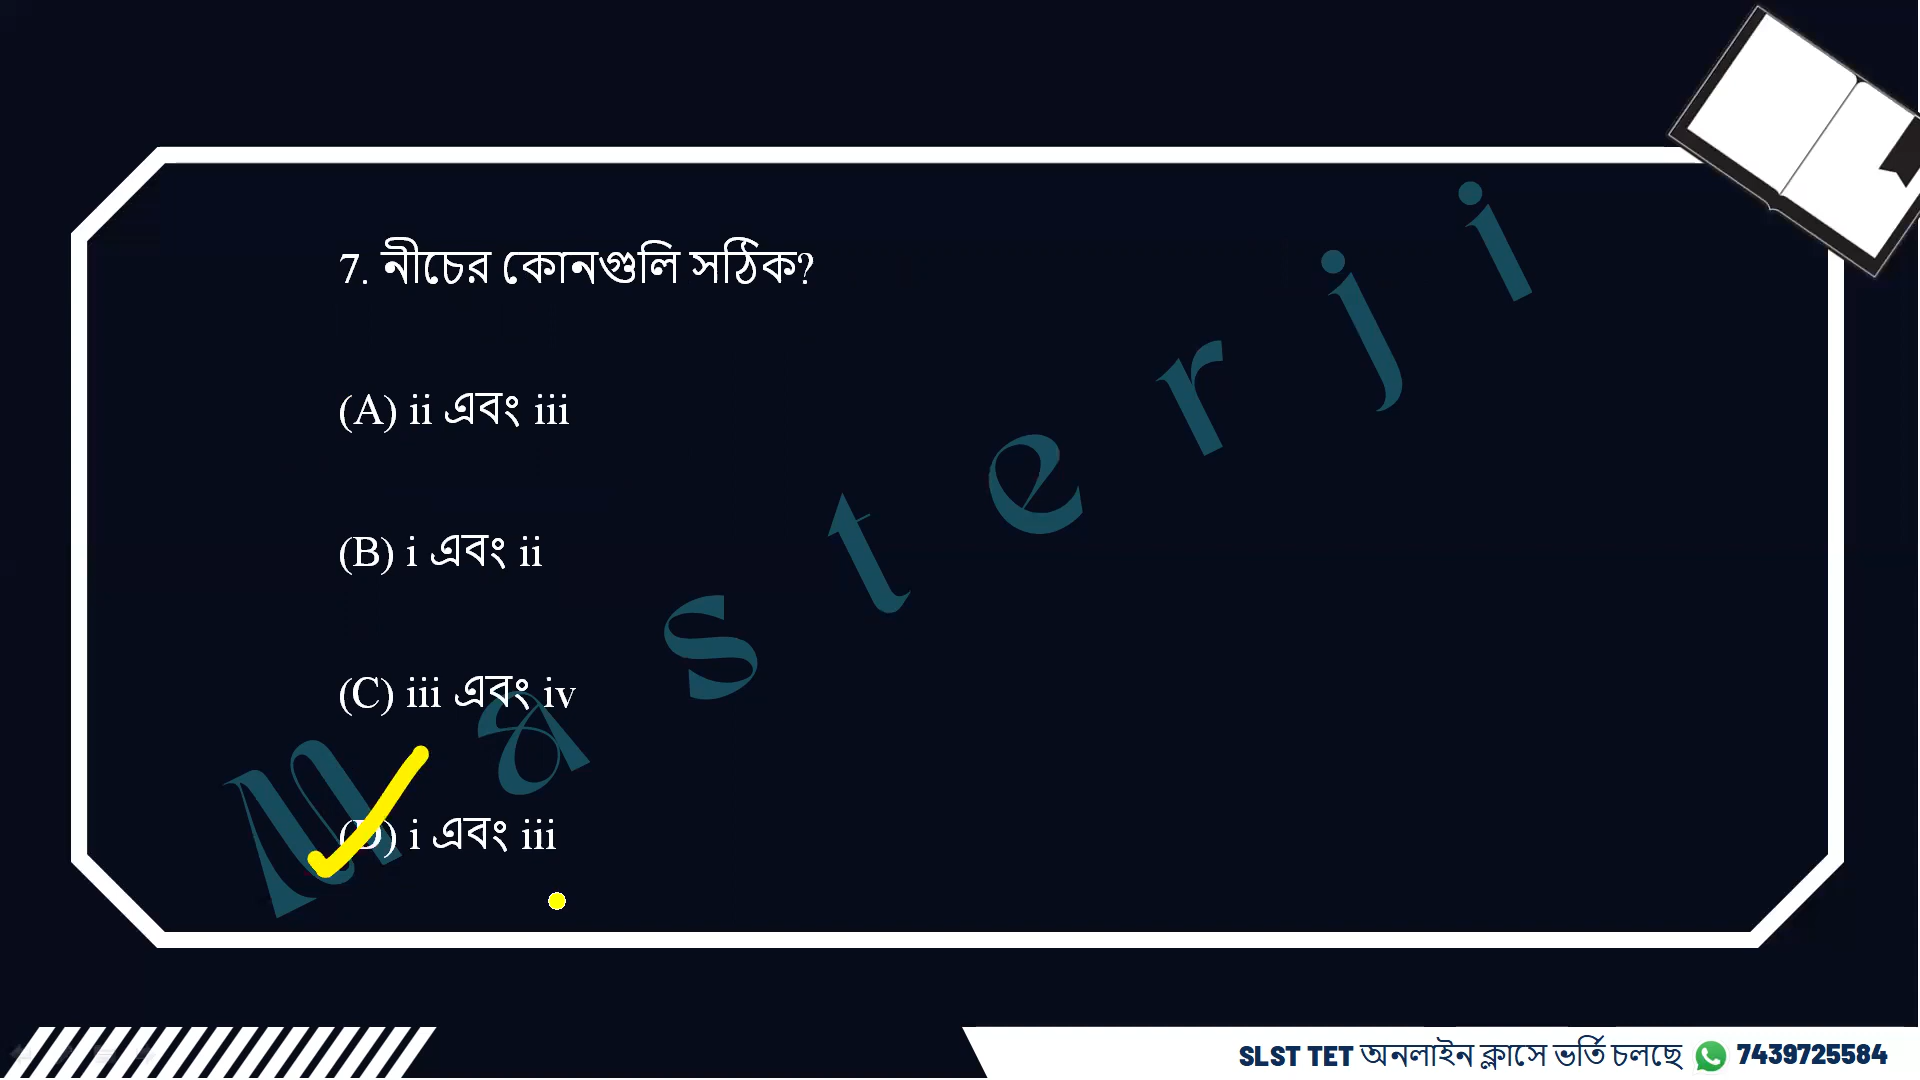 7. নীচের কোনগুলি সঠিক?
(A) ii এবং iii
(B) i এবং ii
(C) iii এবং iv
(D) i এবং iii
Masterji
SLST TET অনলাইন ক্লাসে ভর্তি চলছে 7439725584